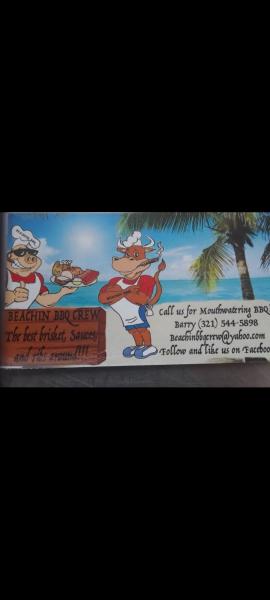 BEACHIN BBQ CREW
The best brisket, Sauces,
and ribs around!!!!
Call us for Mouthwatering BBQ
Barry (321) 544-5898
Beachinbbqcrew@yahoo.com
Follow and like us on Faceboo